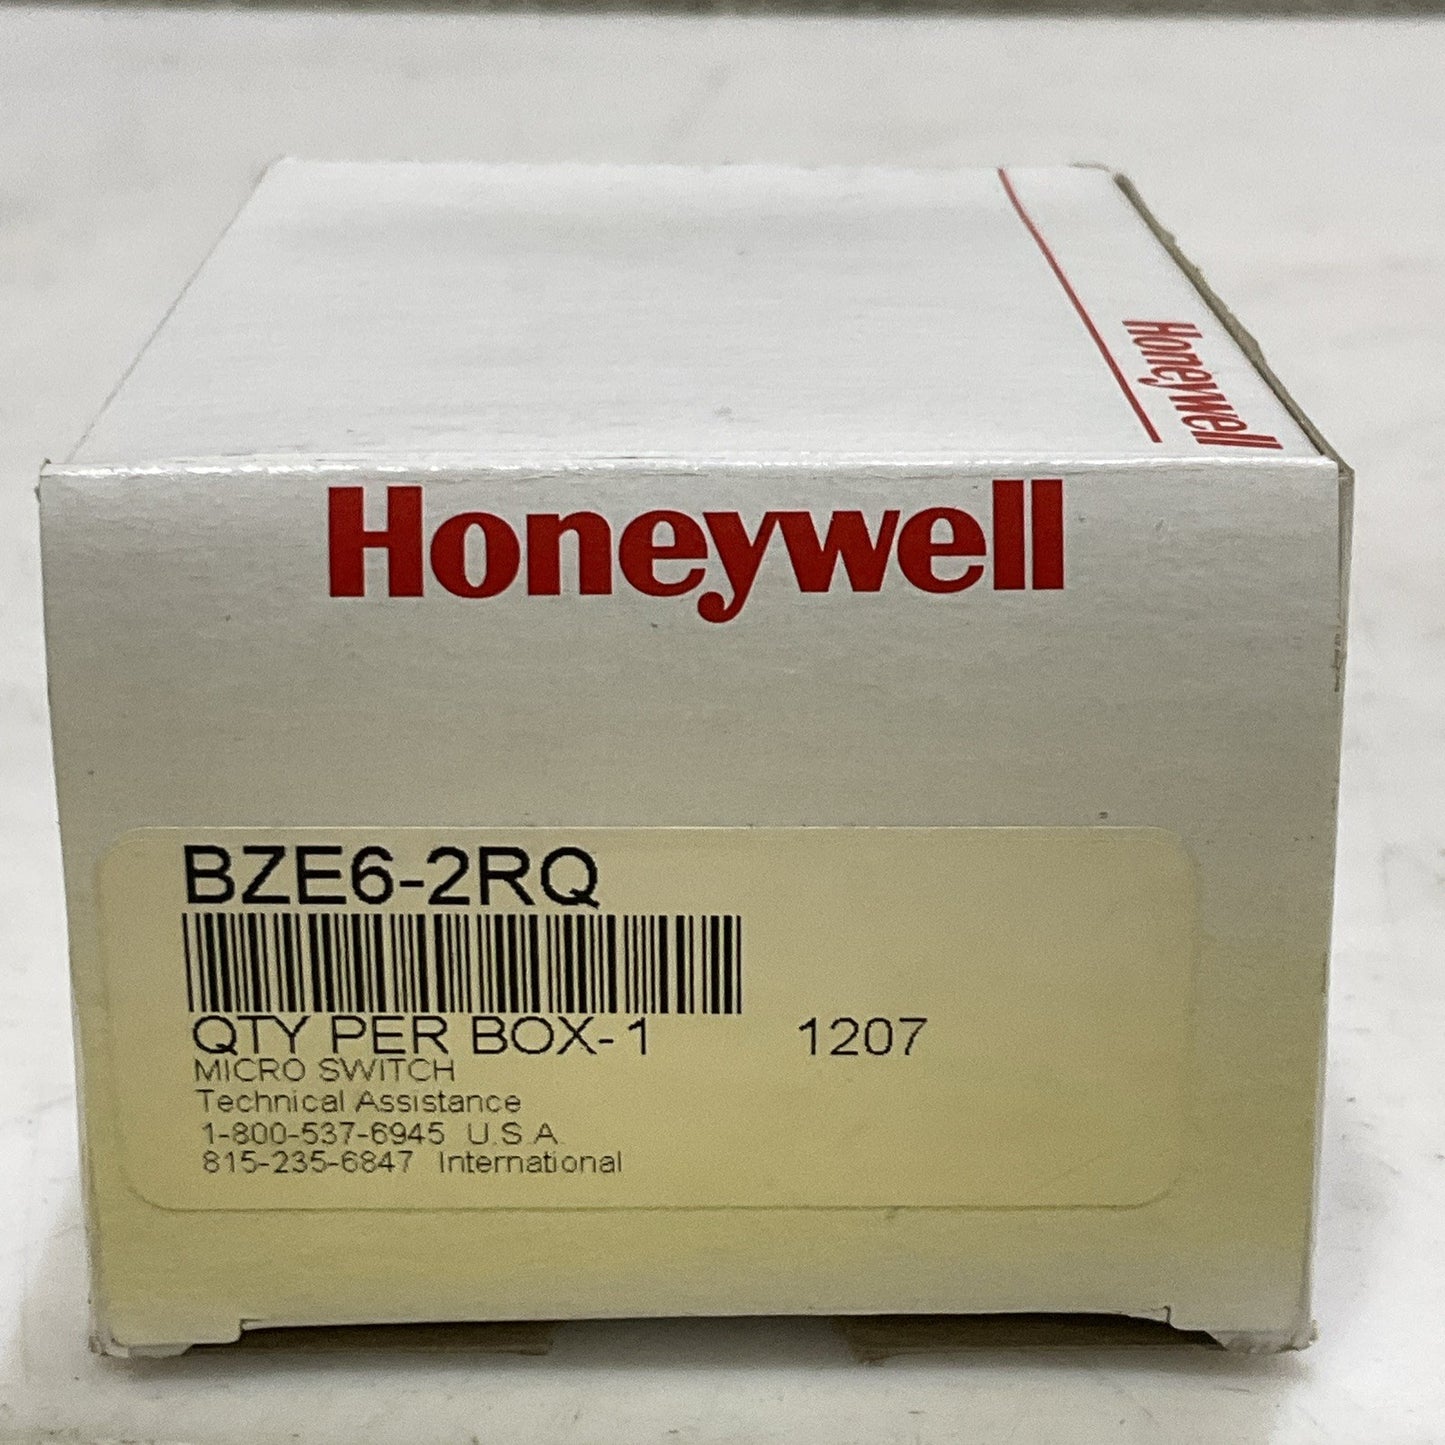 Honeywell
Honeywell
BZE6-2RQ
QTY PER BOX-1 1207
MICRO SWITCH
Technical Assistance
1-800-537-6945 U.S.A.
815-235-6847 International